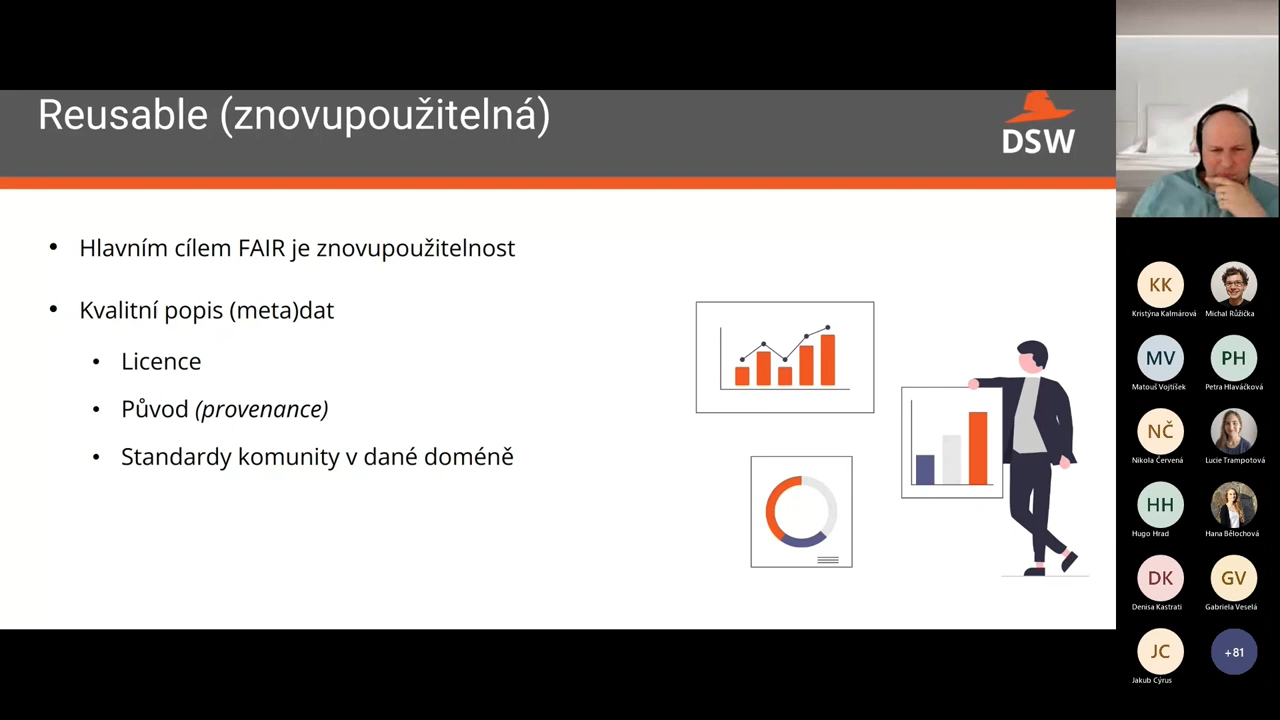 Reusable (znovupoužitelná)
DSW
• Hlavním cílem FAIR je znovupoužitelnost
• Kvalitní popis (meta)dat
• Licence
• Původ (provenance)
• Standardy komunity v dané doméně
KK
Kristýna Kalmárová
Michal Růžička
MV
Matouš Vojtíšek
PH
Petra Hlaváčková
NČ
Nikola Červená
Lucie Trampotová
HH
Hugo Hrad
Hana Bělochová
DK
Denisa Kastrati
GV
Gabriela Veselá
JC
Jakub Cýrus
+81